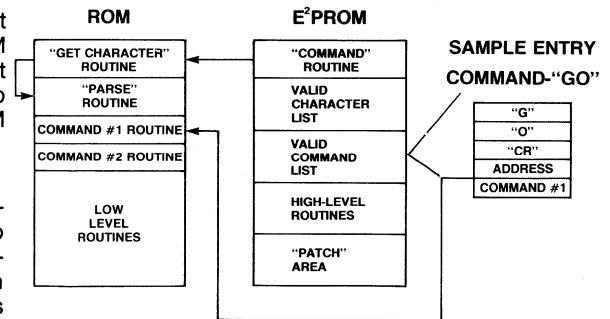 t
M
t
o
M
-
o
-
n
s
ROM
"GET CHARACTER"
ROUTINE
"PARSE"
ROUTINE
COMMAND #1 ROUTINE
COMMAND #2 ROUTINE
LOW
LEVEL
ROUTINES
E²PROM
"COMMAND"
ROUTINE
VALID
CHARACTER
LIST
VALID
COMMAND
LIST
HIGH-LEVEL
ROUTINES
"PATCH"
AREA
SAMPLE ENTRY
COMMAND-"GO"
"G"
"O"
"CR"
ADDRESS
COMMAND #1